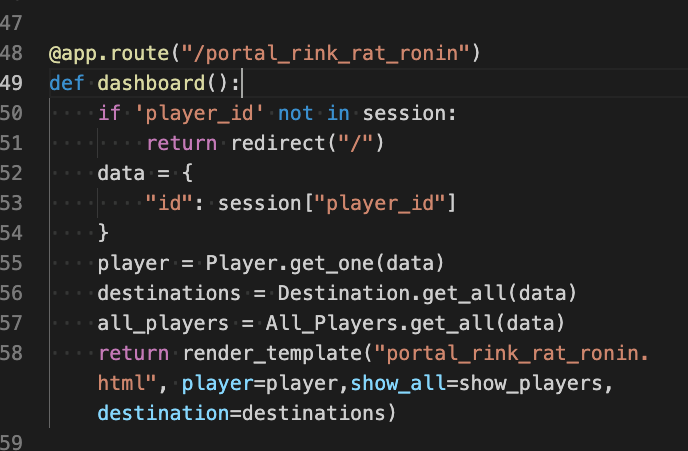 47
48 @app.route("/portal_rink_rat_ronin")
49 def dashboard():
50     if 'player_id' not in session:
51         return redirect("/")
52     data = {
53         "id": session["player_id"]
54     }
55     player = Player.get_one(data)
56     destinations = Destination.get_all(data)
57     all_players = All_Players.get_all(data)
58     return render_template("portal_rink_rat_ronin.
    html", player=player,show_all=show_players,
    destination=destinations)
59